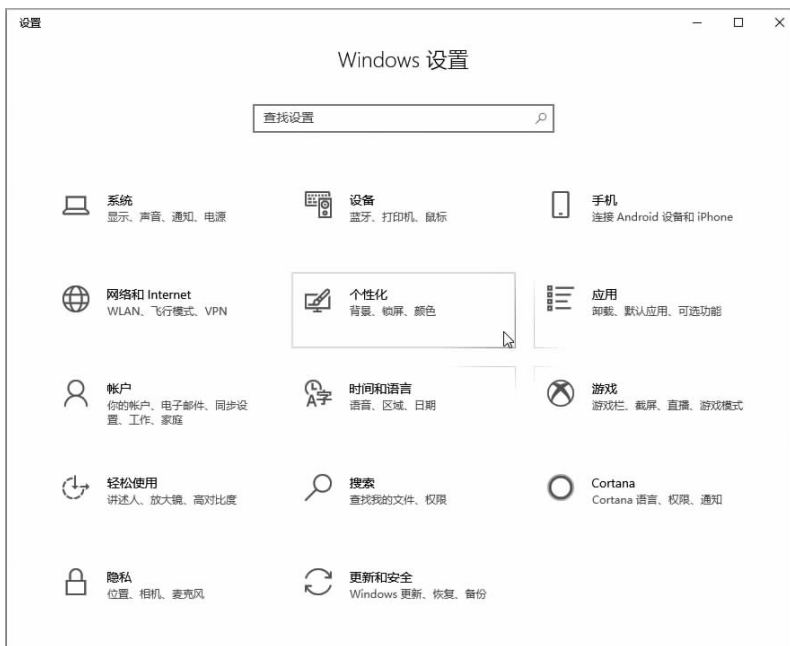 设置
Windows 设置
查找设置
系统
显示、声音、通知、电源
设备
蓝牙、打印机、鼠标
手机
连接 Android 设备和 iPhone
网络和 Internet
WLAN、飞行模式、VPN
个性化
背景、锁屏、颜色
应用
卸载、默认应用、可选功能
帐户
你的帐户、电子邮件、同步设
置、工作、家庭
时间和语言
语音、区域、日期
游戏
游戏栏、截屏、直播、游戏模式
轻松使用
讲述人、放大镜、高对比度
搜索
查找我的文件、权限
Cortana
Cortana 语言、权限、通知
隐私
位置、相机、麦克风
更新和安全
Windows 更新、恢复、备份